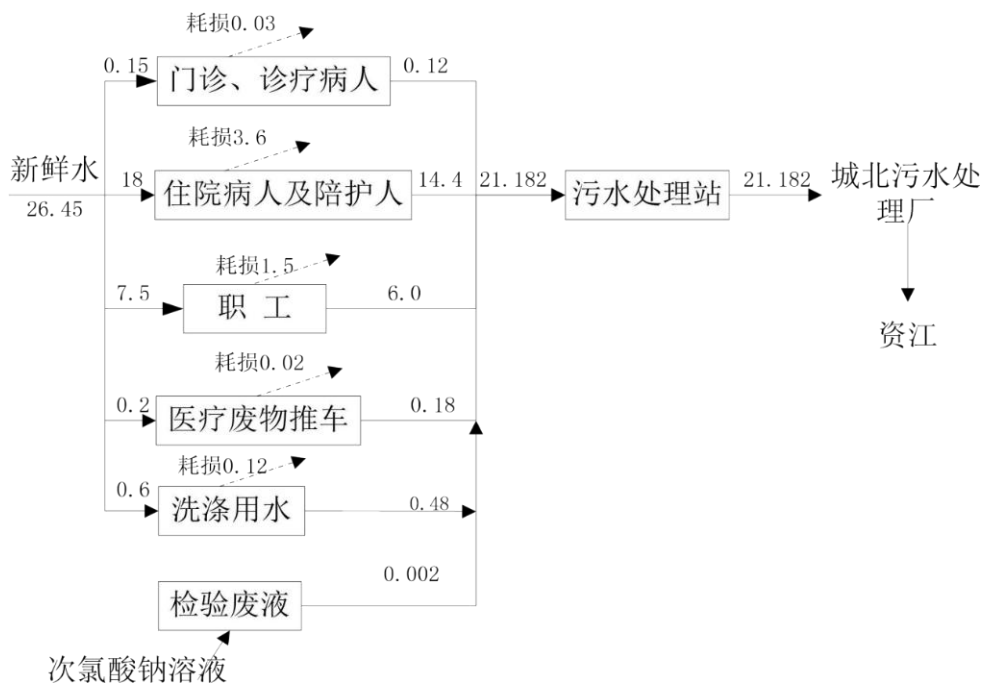 耗损0.03
0.15
门诊、诊疗病人
0.12
耗损3.6
新鲜水
26.45
18
住院病人及陪护人
14.4
21.182
污水处理站
21.182
城北污水处
理厂
耗损1.5
7.5
职 工
6.0
资江
耗损0.02
0.2
医疗废物推车
0.18
耗损0.12
0.6
洗涤用水
0.48
0.002
检验废液
次氯酸钠溶液